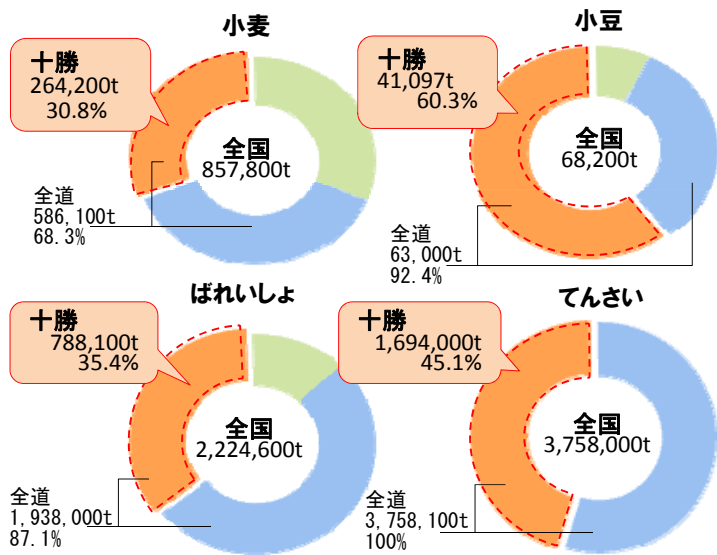 小麦
十勝
264,200t
30.8%
全国
857,800t
全道
586,100t
68.3%
小豆
十勝
41,097t
60.3%
全国
68,200t
全道
63,000t
92.4%
ばれいしょ
十勝
788,100t
35.4%
全国
2,224,600t
全道
1,938,000t
87.1%
てんさい
十勝
1,694,000t
45.1%
全国
3,758,000t
全道
3,758,100t
100%